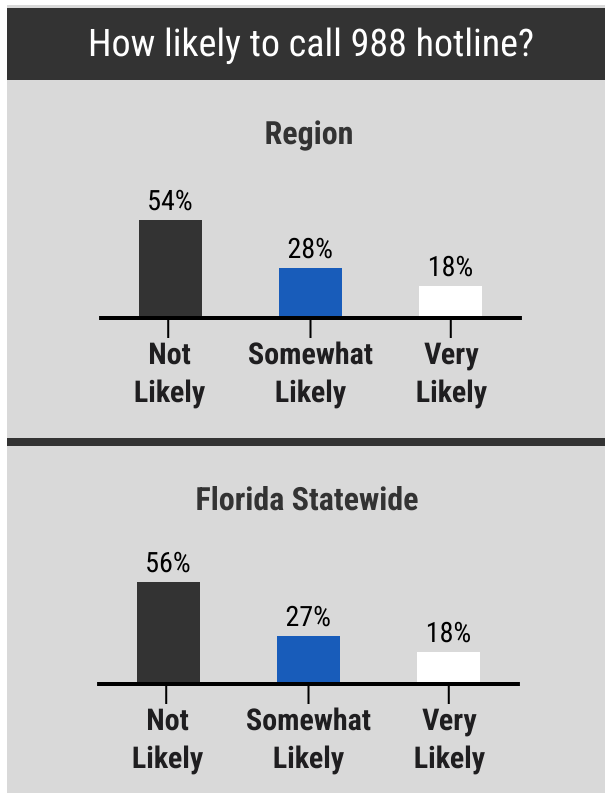 How likely to call 988 hotline?
Region
54%
28%
18%
Not Likely
Somewhat Likely
Very Likely
Florida Statewide
56%
27%
18%
Not Likely
Somewhat Likely
Very Likely